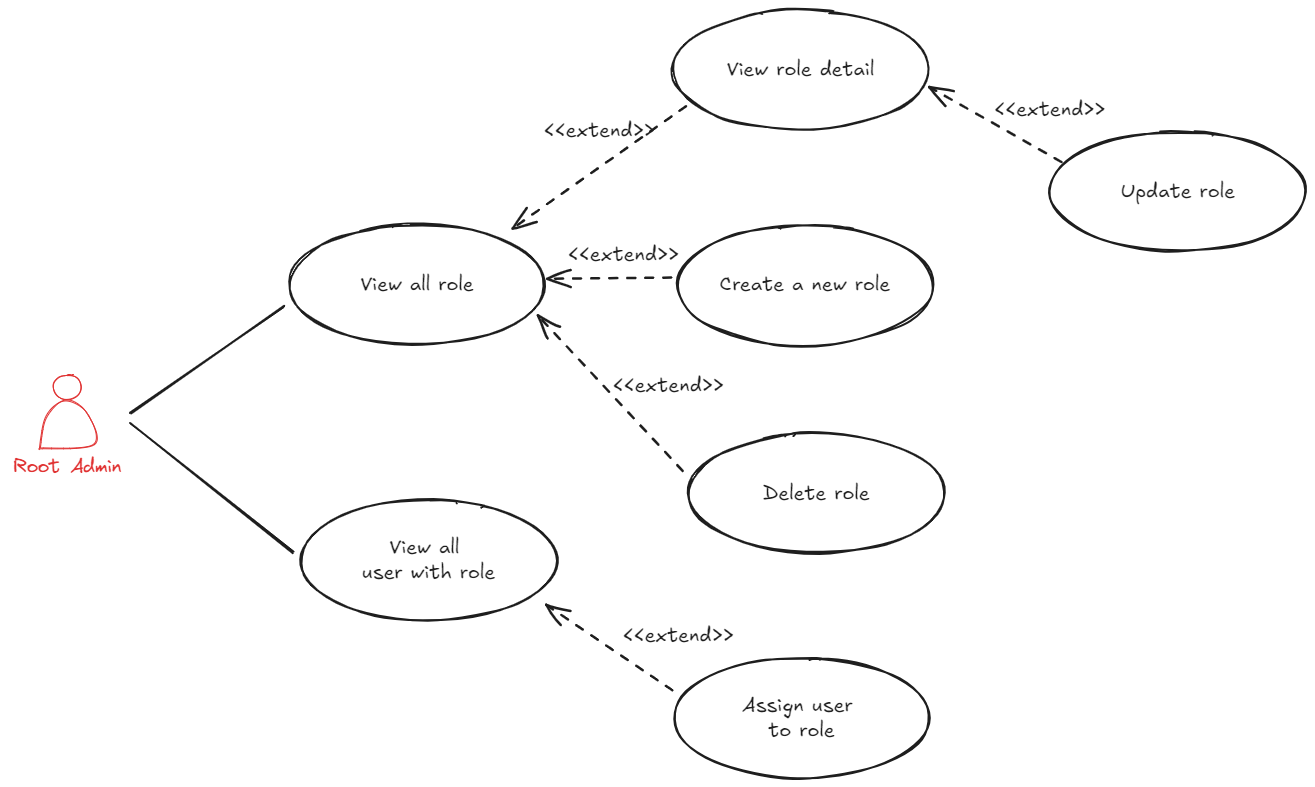 View role detail
<<extend>>
<<extend>>
Update role
<<extend>>
View all role
Create a new role
<<extend>>
Root Admin
Delete role
View all
user with role
<<extend>>
Assign user
to role